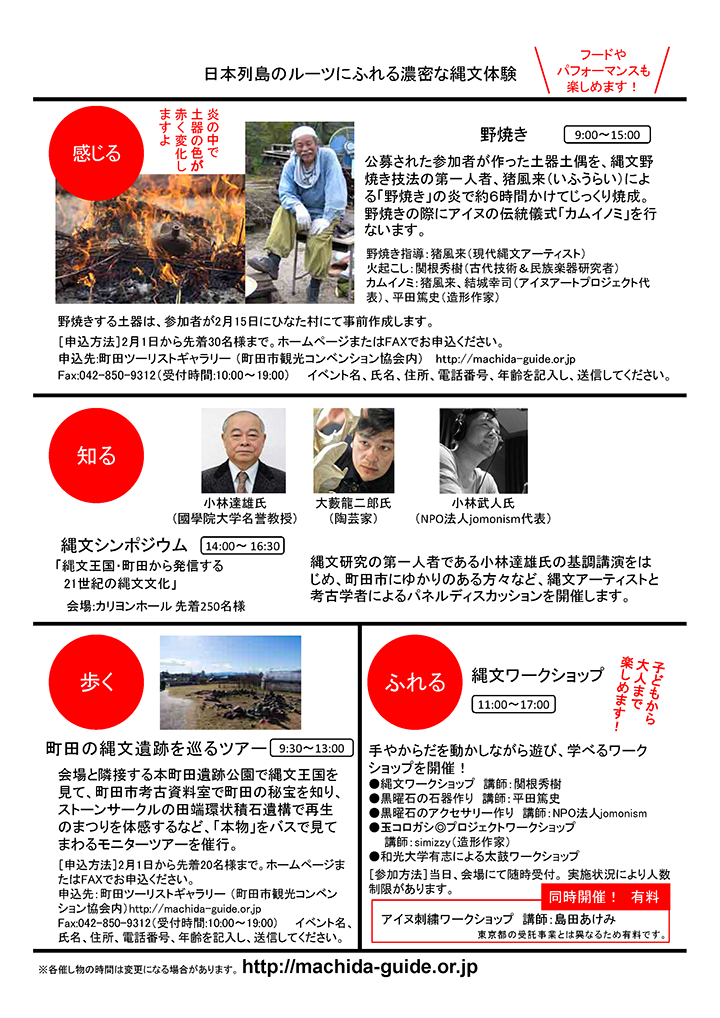 日本列島のルーツにふれる濃密な縄文体験
フードや
パフォーマンスも
楽しめます！
感じる
炎の中で
土器の色が
赤く変化し
ますよ
野焼き
9:00～15:00
公募された参加者が作った土器土偶を、縄文野
焼き技法の第一人者、猪風来（いふうらい）によ
る「野焼き」の炎で約6時間かけてじっくり焼成。
野焼きの際にアイヌの伝統儀式「カムイノミ」を行
ないます。
野焼き指導：猪風来（現代縄文アーティスト）
火起こし：関根秀樹（古代技術＆民族楽器研究者）
カムイノミ：猪風来、結城幸司（アイヌアートプロジェクト代
表）、平田篤史（造形作家）
野焼きする土器は、参加者が2月15日にひなた村にて事前作成します。
［申込方法］2月1日から先着30名様まで。ホームページまたはFAXでお申込ください。
申込先:町田ツーリストギャラリー （町田市観光コンベンション協会内） http://machida-guide.or.jp
Fax:042-850-9312（受付時間:10:00～19:00） イベント名、氏名、住所、電話番号、年齢を記入し、送信してください。
知る
小林達雄氏
（國學院大学名誉教授）
大藪龍二郎氏
（陶芸家）
小林武人氏
（NPO法人jomonism代表）
縄文シンポジウム
14:00～ 16:30
「縄文王国・町田から発信する
21世紀の縄文文化」
会場:カリヨンホール 先着250名様
縄文研究の第一人者である小林達雄氏の基調講演をは
じめ、町田市にゆかりのある方々など、縄文アーティストと
考古学者によるパネルディスカッションを開催します。
歩く
町田の縄文遺跡を巡るツアー
9:30～13:00
会場と隣接する本町田遺跡公園で縄文王国を
見て、町田市考古資料室で町田の秘宝を知り、
ストーンサークルの田端環状積石遺構で再生
のまつりを体感するなど、「本物」をバスで見て
まわるモニターツアーを催行。
［申込方法］2月1日から先着20名様まで。ホームページま
たはFAXでお申込ください。
申込先：町田ツーリストギャラリー （町田市観光コンベン
ション協会内）http://machida-guide.or.jp
Fax:042-850-9312（受付時間:10:00～19:00） イベント名、
氏名、住所、電話番号、年齢を記入し、送信してください。
ふれる
縄文ワークショップ
11:00～17:00
子どもから
大人まで
楽しめます！
手やからだを動かしながら遊び、学べるワーク
ショップを開催！
●縄文ワークショップ 講師：関根秀樹
●黒曜石の石器作り 講師：平田篤史
●黒曜石のアクセサリー作り 講師：NPO法人jomonism
●玉コロガシ◎プロジェクトワークショップ
講師：simizzy（造形作家）
●和光大学有志による太鼓ワークショップ
［参加方法］当日、会場にて随時受付。実施状況により人数
制限があります。
同時開催！ 有料
アイヌ刺繍ワークショップ 講師：島田あけみ
東京都の受託事業とは異なるため有料です。
※各催し物の時間は変更になる場合があります。 http://machida-guide.or.jp